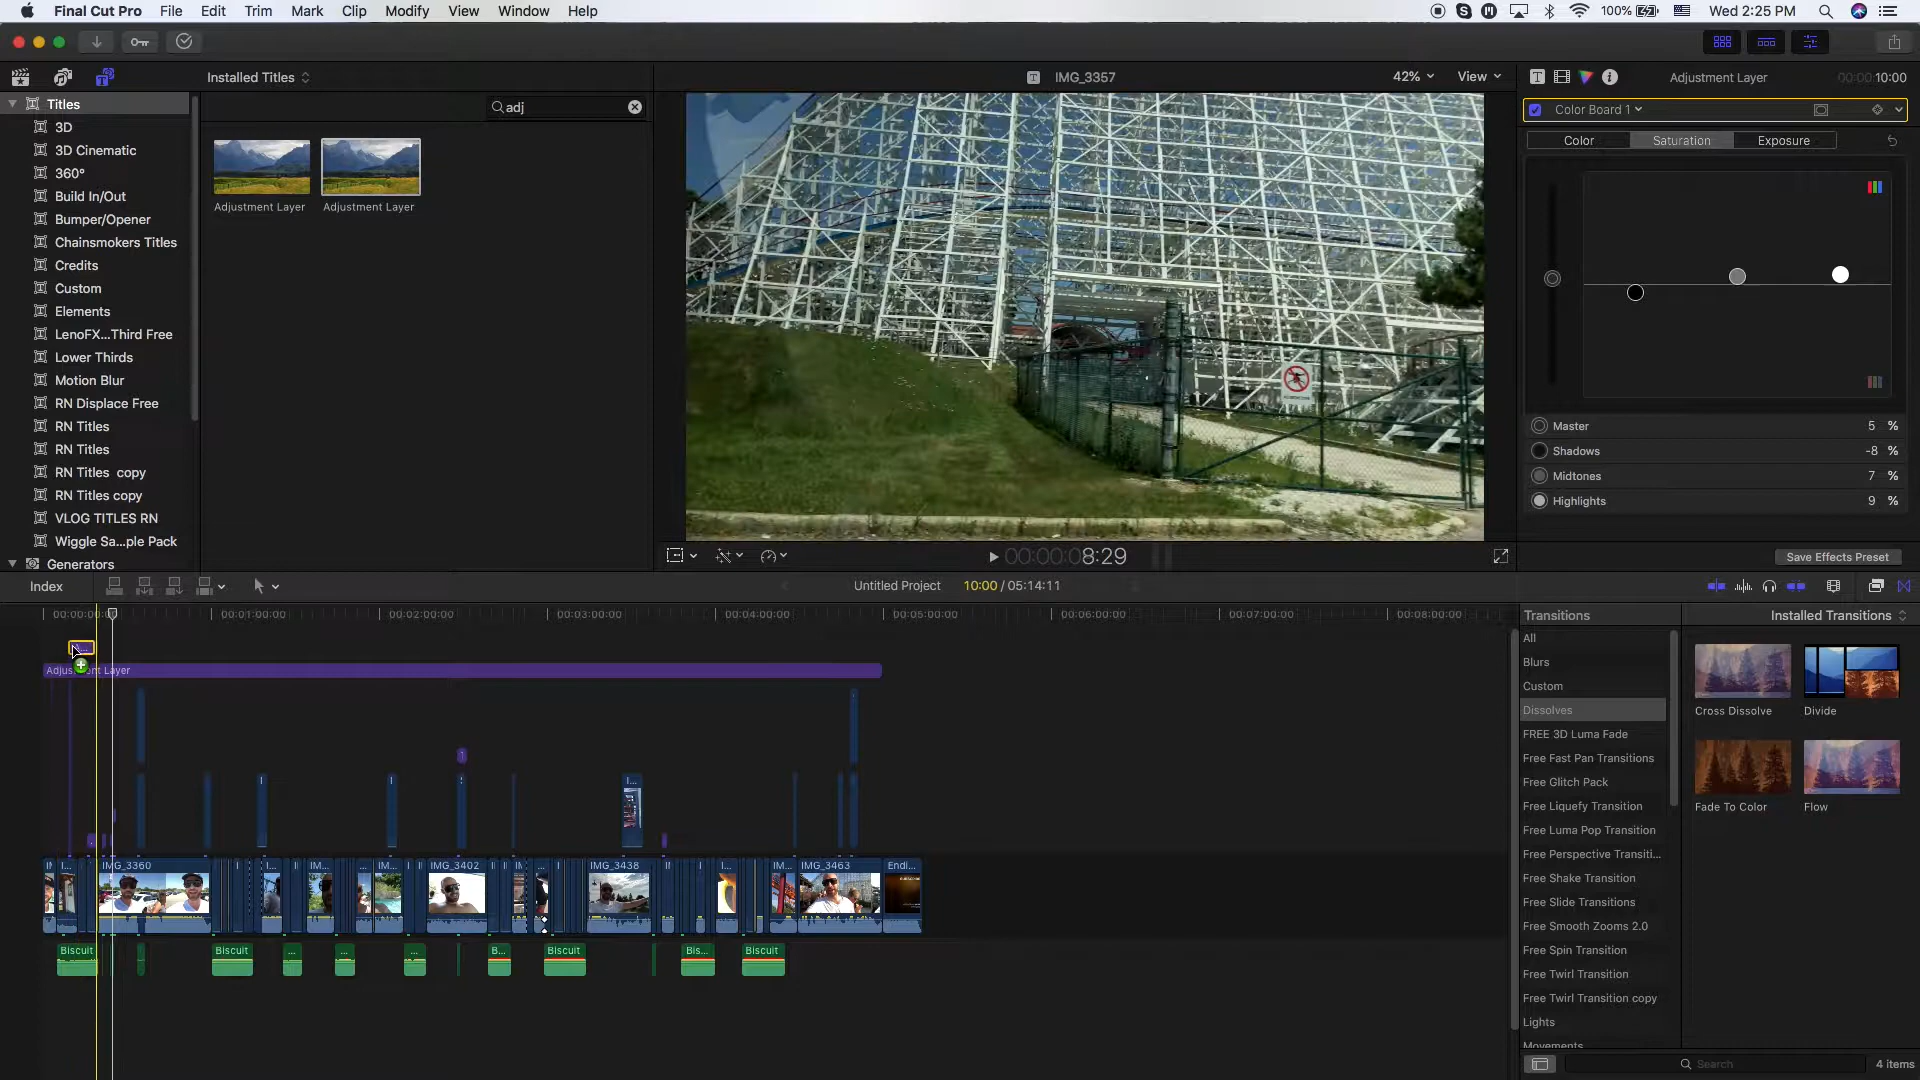 Final Cut Pro File Edit Trim Mark Clip Modify View Window Help 100% Wed 2:25 PM
Installed Titles IMG_3357 42% View Adjustment Layer 00:00:10:00
Titles
3D
3D Cinematic
360°
Build In/Out
Bumper/Opener
Chainsmokers Titles
Credits
Custom
Elements
LenoFX...Third Free
Lower Thirds
Motion Blur
RN Displace Free
RN Titles
RN Titles
RN Titles copy
RN Titles copy
VLOG TITLES RN
Wiggle Sa...ple Pack
Generators
adj
Adjustment Layer Adjustment Layer
Color Board 1
Color Saturation Exposure
Master 5 %
Shadows -8 %
Midtones 7 %
Highlights 9 %
Save Effects Preset
00:00:08:29
Index Untitled Project 10:00 / 05:14:11
00:00:00:00 00:01:00:00 00:02:00:00 00:03:00:00 00:04:00:00 00:05:00:00 00:06:00:00 00:07:00:00 00:08:00:00
IMG_3360 I... IM... IM... IMG_3402 IMG_3438 I... IM... IMG_3463 Endi...
Biscuit Biscuit ... ... ... B... Biscuit Bis... Biscuit
Transitions Installed Transitions
All
Blurs
Custom
Dissolves
FREE 3D Luma Fade
Free Fast Pan Transitions
Free Glitch Pack
Free Liquefy Transition
Free Luma Pop Transition
Free Perspective Transiti...
Free Shake Transition
Free Slide Transitions
Free Smooth Zooms 2.0
Free Spin Transition
Free Twirl Transition
Free Twirl Transition copy
Lights
Movements
Cross Dissolve Divide
Fade To Color Flow
Search 4 items